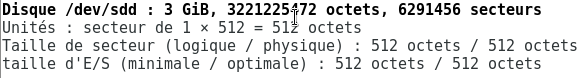 Disque /dev/sdd : 3 GiB, 3221225472 octets, 6291456 secteurs
Unités : secteur de 1 × 512 = 512 octets
Taille de secteur (logique / physique) : 512 octets / 512 octets
taille d'E/S (minimale / optimale) : 512 octets / 512 octets